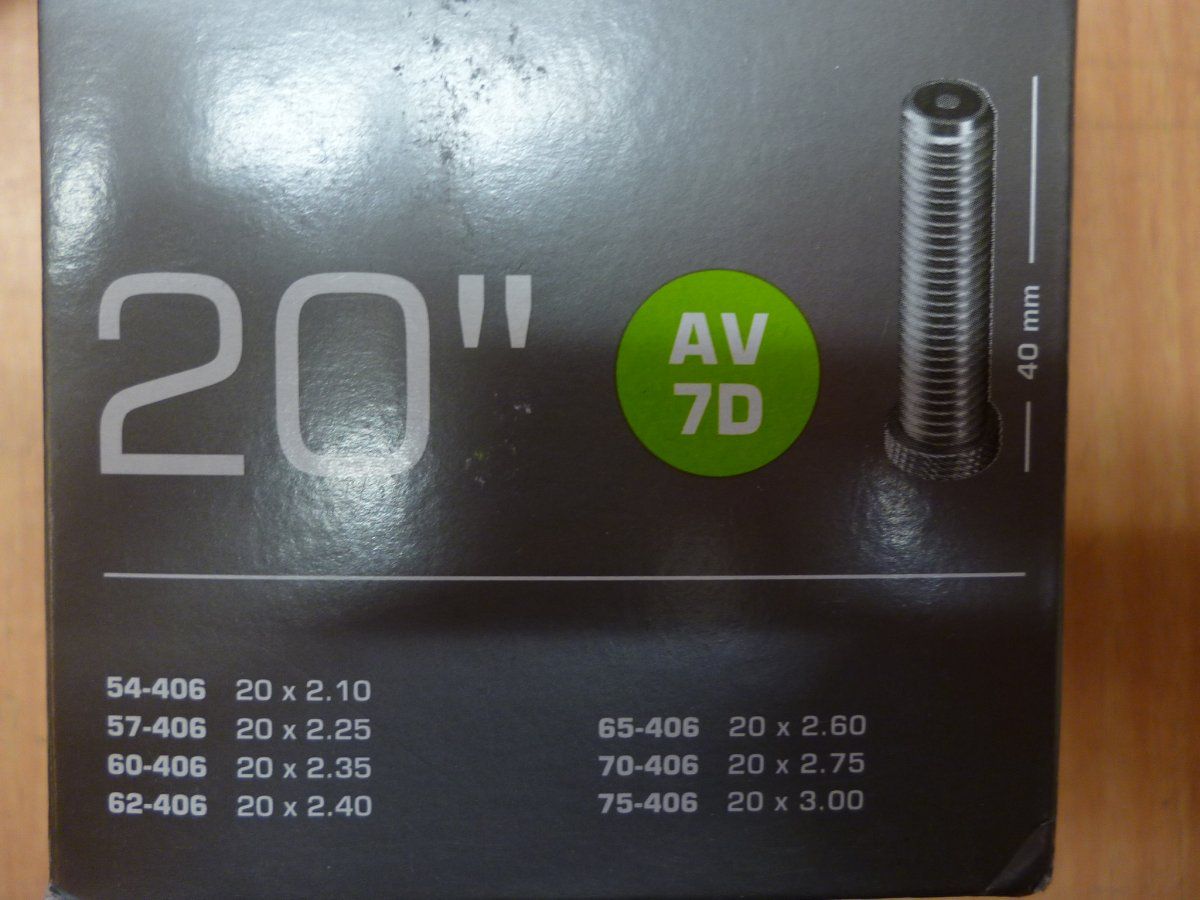 20"
AV
7D
40 mm
54-406 20 x 2.10
57-406 20 x 2.25
60-406 20 x 2.35
62-406 20 x 2.40
65-406 20 x 2.60
70-406 20 x 2.75
75-406 20 x 3.00